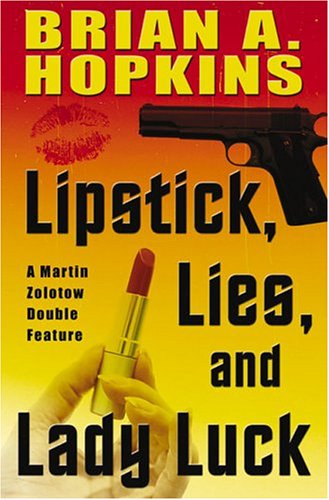 BRIAN A.
HOPKINS
Lipstick,
A Martin
Zolotow
Double
Feature
Lies,
and
Lady Luck